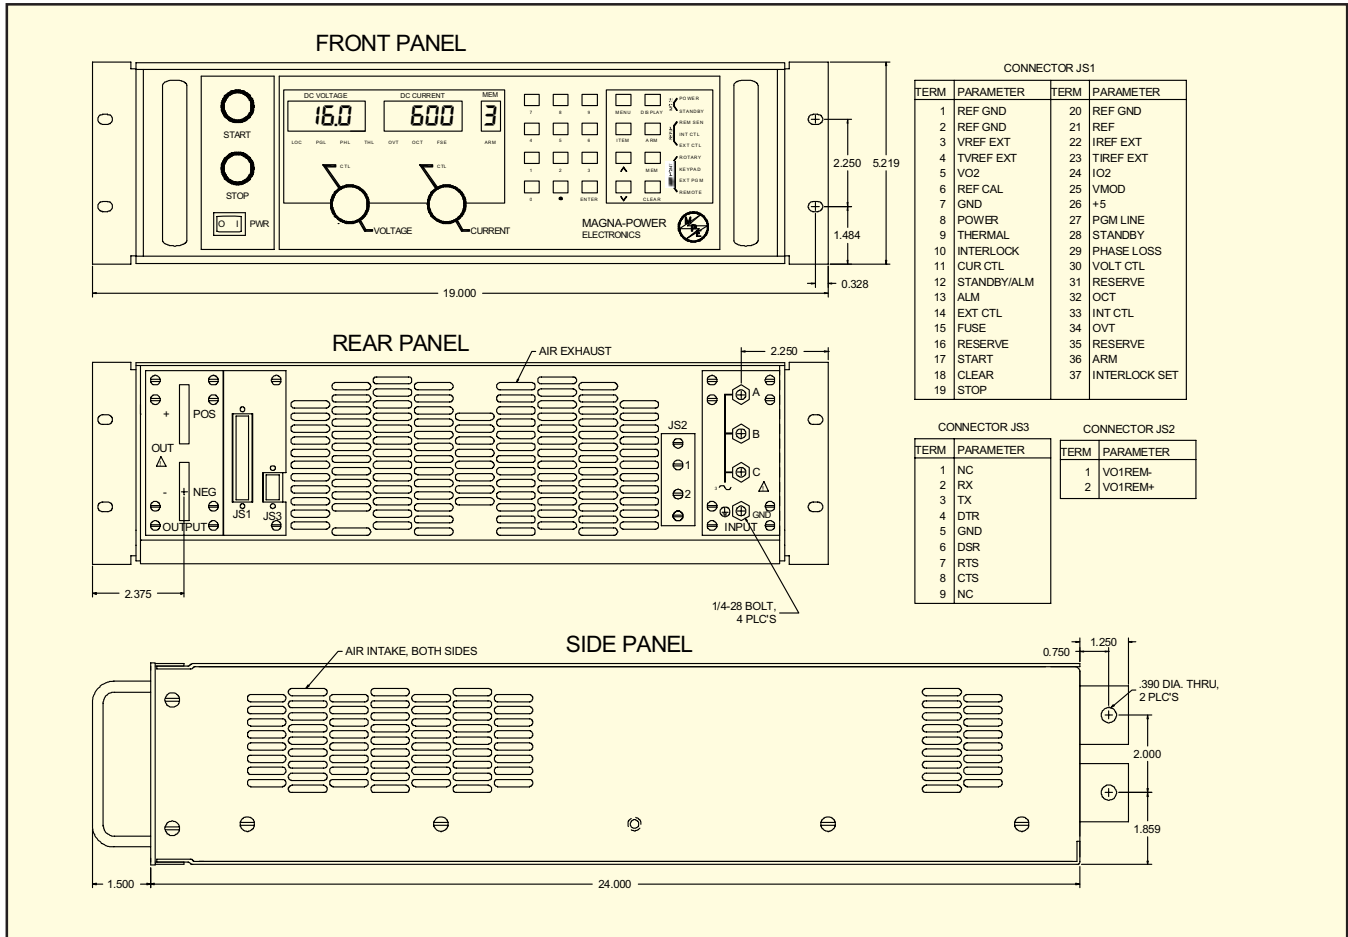 FRONT PANEL
DC VOLTAGE DC CURRENT MEM
16.0 600 3
LOC PGL PHL THL OVT OCT FSE ARM
START
STOP
O I PWR
CTL CTL
VOLTAGE CURRENT
7 8 9 MENU DISPLAY
4 5 6 ITEM ARM
1 2 3 MEM
0 ENTER CLEAR
POWER
STANDBY
REM SEN
INT CTL
EXT CTL
ROTARY
KEYPAD
EXT PGM
REMOTE
MAGNA-POWER
ELECTRONICS
MPE
2.250 5.219
1.484
0.328
19.000
REAR PANEL
AIR EXHAUST
2.250
+ POS
OUT
- + NEG
OUTPUT
JS1 JS3
JS2
1
2
A
B
C
GND
INPUT
2.375
1/4-28 BOLT,
4 PLC'S
SIDE PANEL
AIR INTAKE, BOTH SIDES
0.750 1.250
.390 DIA. THRU,
2 PLC'S
2.000
1.859
1.500 24.000
CONNECTOR JS1
TERM PARAMETER TERM PARAMETER
1 REF GND 20 REF GND
2 REF GND 21 REF
3 VREF EXT 22 IREF EXT
4 TVREF EXT 23 TIREF EXT
5 VO2 24 IO2
6 REF CAL 25 VMOD
7 GND 26 +5
8 POWER 27 PGM LINE
9 THERMAL 28 STANDBY
10 INTERLOCK 29 PHASE LOSS
11 CUR CTL 30 VOLT CTL
12 STANDBY/ALM 31 RESERVE
13 ALM 32 OCT
14 EXT CTL 33 INT CTL
15 FUSE 34 OVT
16 RESERVE 35 RESERVE
17 START 36 ARM
18 CLEAR 37 INTERLOCK SET
19 STOP
CONNECTOR JS3
TERM PARAMETER
1 NC
2 RX
3 TX
4 DTR
5 GND
6 DSR
7 RTS
8 CTS
9 NC
CONNECTOR JS2
TERM PARAMETER
1 VO1REM-
2 VO1REM+